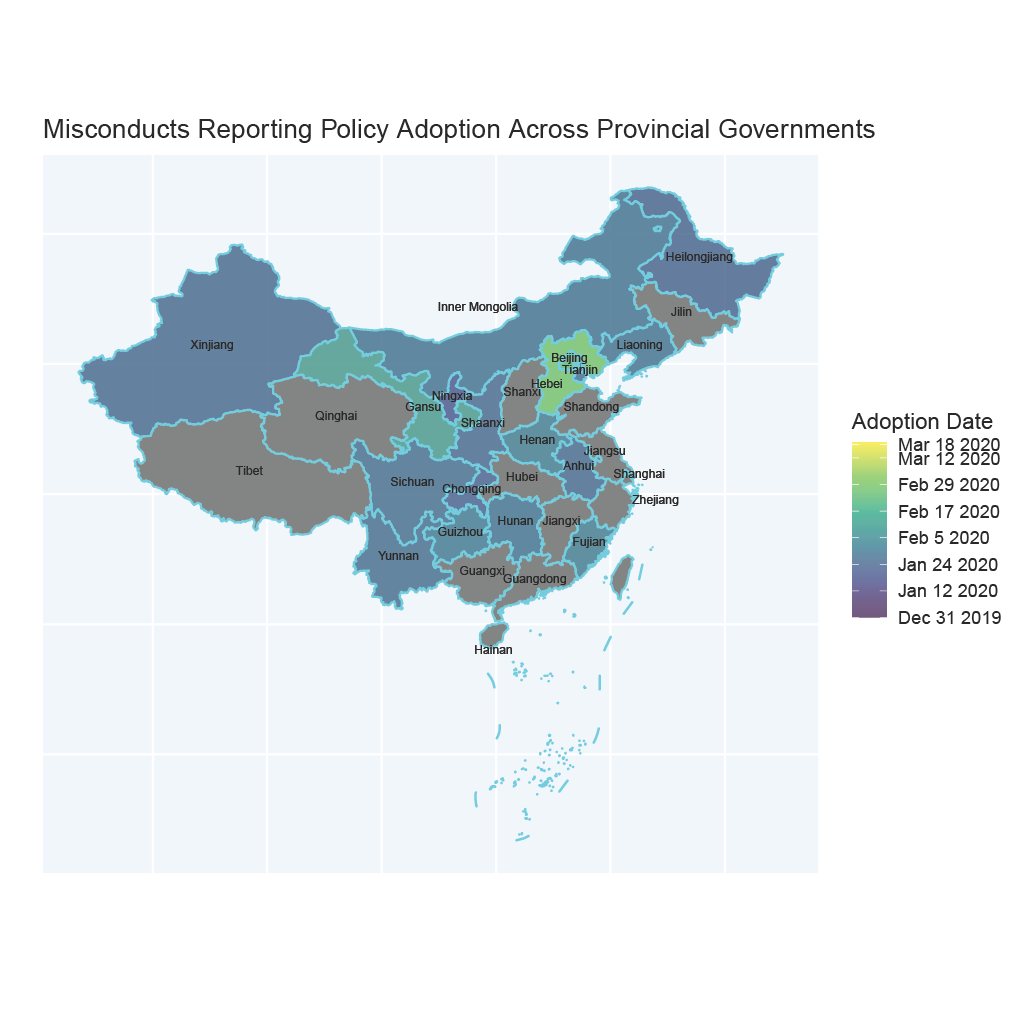 Misconducts Reporting Policy Adoption Across Provincial Governments
Heilongjiang
Inner Mongolia
Jilin
Xinjiang
Liaoning
Beijing
Tianjin
Hebei
Ningxia
Shanxi
Gansu
Shandong
Qinghai
Shaanxi
Henan
Jiangsu
Anhui
Tibet
Shanghai
Hubei
Sichuan
Chongqing
Zhejiang
Hunan
Jiangxi
Guizhou
Fujian
Yunnan
Guangxi
Guangdong
Hainan
Adoption Date
Mar 18 2020
Mar 12 2020
Feb 29 2020
Feb 17 2020
Feb 5 2020
Jan 24 2020
Jan 12 2020
Dec 31 2019